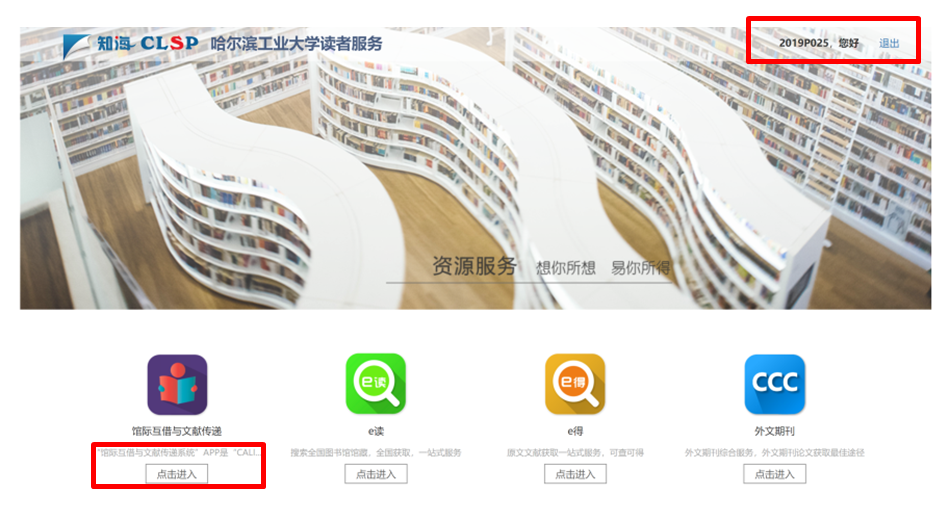 知海 CLSP 哈尔滨工业大学读者服务
2019P025，您好 退出
资源服务 想你所想 易你所得
e读
e得
CCC
馆际互借与文献传递
e读
e得
外文期刊
"馆际互借与文献传递系统" APP是 "CALI...
搜索全国图书馆馆藏，全国获取，一站式服务
原文文献获取一站式服务，可查可得
外文期刊综合服务，外文期刊论文获取最佳途径
点击进入
点击进入
点击进入
点击进入